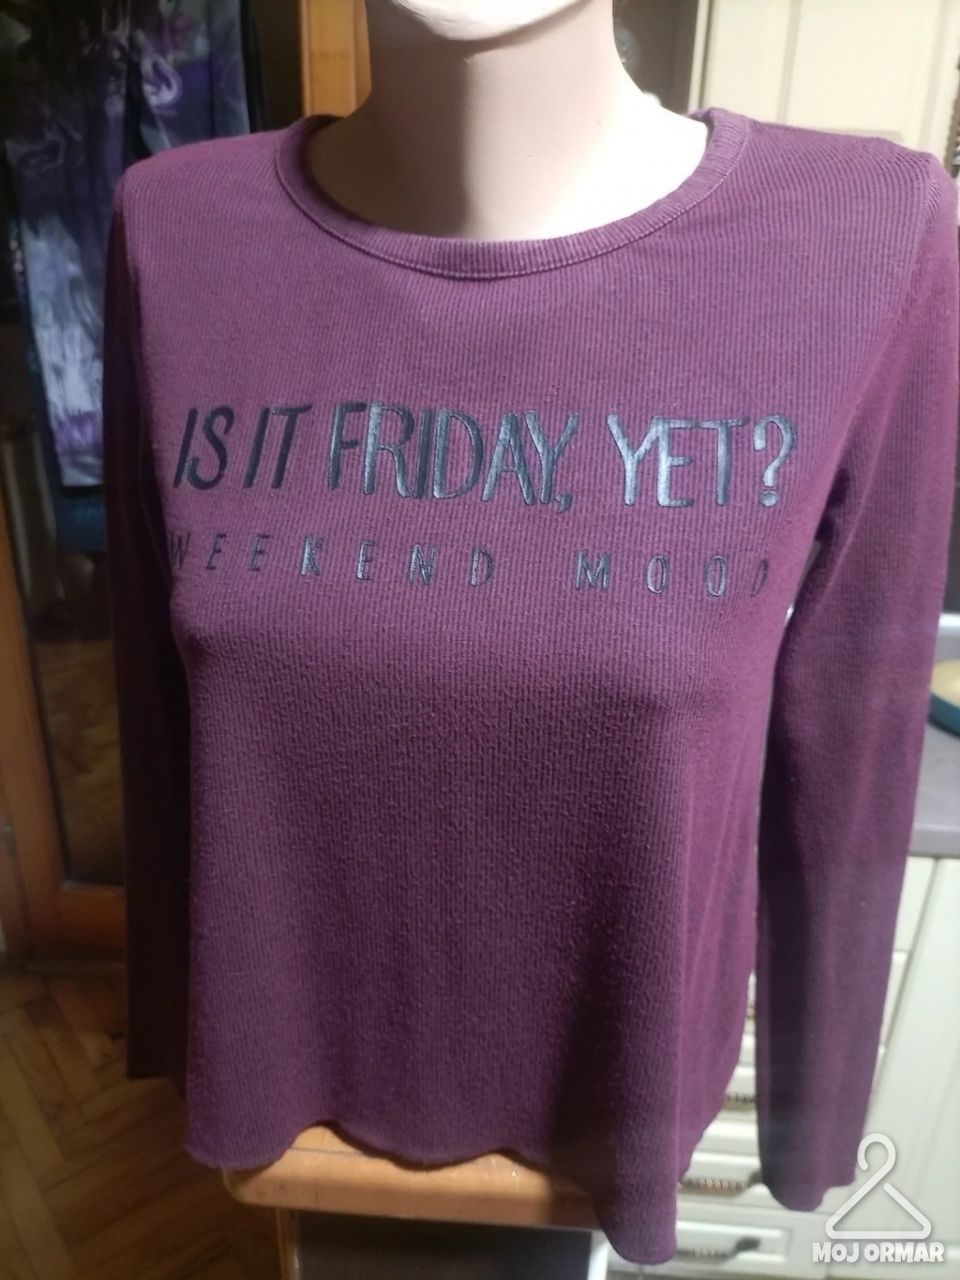 IS IT FRIDAY, YET?
WEEKEND MOOD
MOJ ORMAR